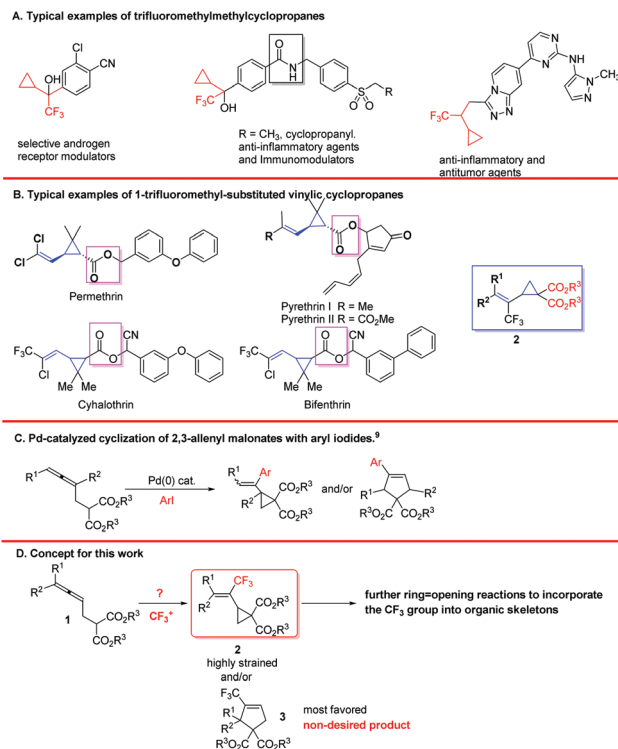 A. Typical examples of trifluoromethylmethylcyclopropanes
Cl
CN
OH
CF3
selective androgen
receptor modulators
O
N
H
F3C
OH
S
O O
R
R = CH3, cyclopropanyl.
anti-inflammatory agents
and Immunomodulators
N
N
NH
N
N CH3
N
N
N
F3C
anti-inflammatory and
antitumor agents
B. Typical examples of 1-trifluoromethyl-substituted vinylic cyclopropanes
Cl
Cl
O
O
O
Permethrin
R
O
O
O
Pyrethrin I R = Me
Pyrethrin II R = CO2Me
R1
R2
CF3
CO2R3
CO2R3
2
F3C
Cl
Me Me
O
O
CN
O
Cyhalothrin
F3C
Cl
Me Me
O
O
CN
Bifenthrin
C. Pd-catalyzed cyclization of 2,3-allenyl malonates with aryl iodides.9
R1
R2
CO2R3
CO2R3
Pd(0) cat.
ArI
R1
Ar
R2
CO2R3
CO2R3
and/or
Ar
R1
R2
R3O2C CO2R3
D. Concept for this work
R1
R2
1
CO2R3
CO2R3
?
CF3+
R1
CF3
R2
CO2R3
CO2R3
2
highly strained
and/or
further ring=opening reactions to incorporate
the CF3 group into organic skeletons
F3C
R1
R2
3
R3O2C CO2R3
most favored
non-desired product